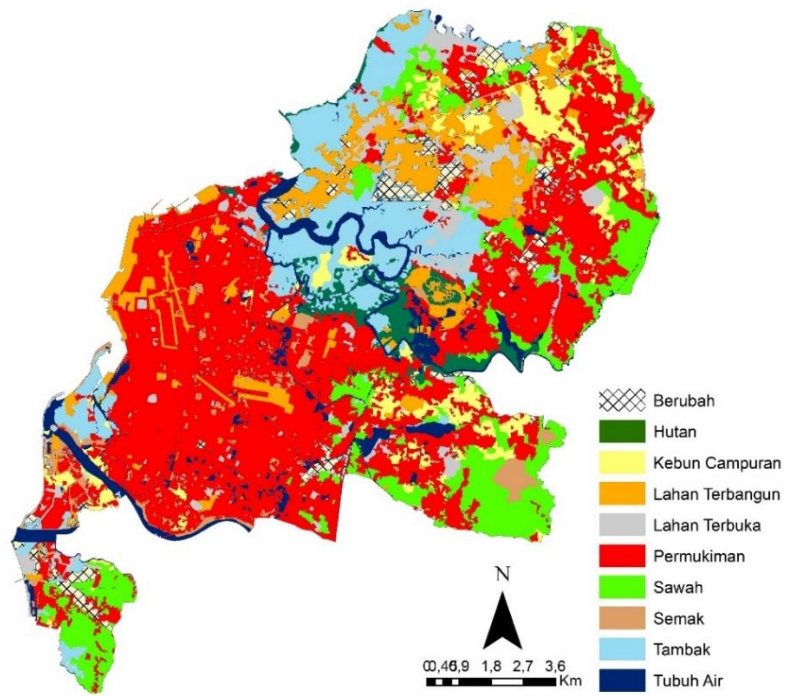 Berubah
Hutan
Kebun Campuran
Lahan Terbangun
Lahan Terbuka
Permukiman
Sawah
Semak
Tambak
Tubuh Air
N
1,8 2,7 3,6
Km